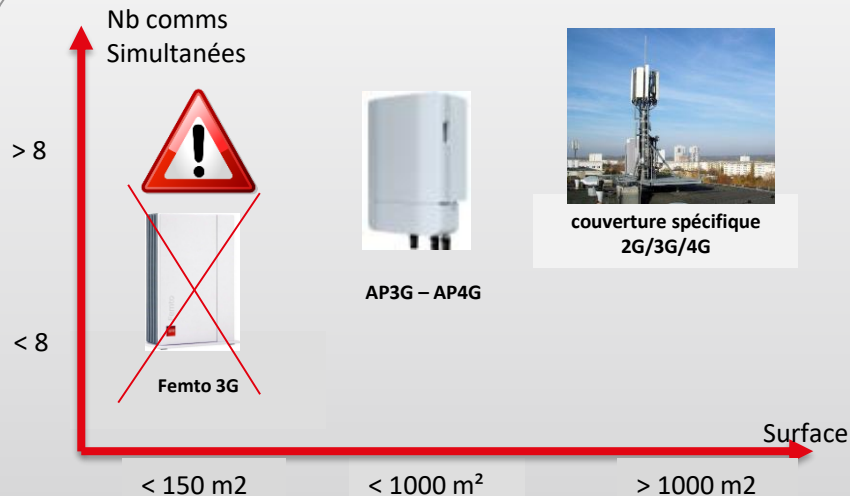 Nb comms
Simultanées
> 8
couverture spécifique
2G/3G/4G
AP3G – AP4G
< 8
Femto 3G
Surface
< 150 m2
< 1000 m²
> 1000 m2